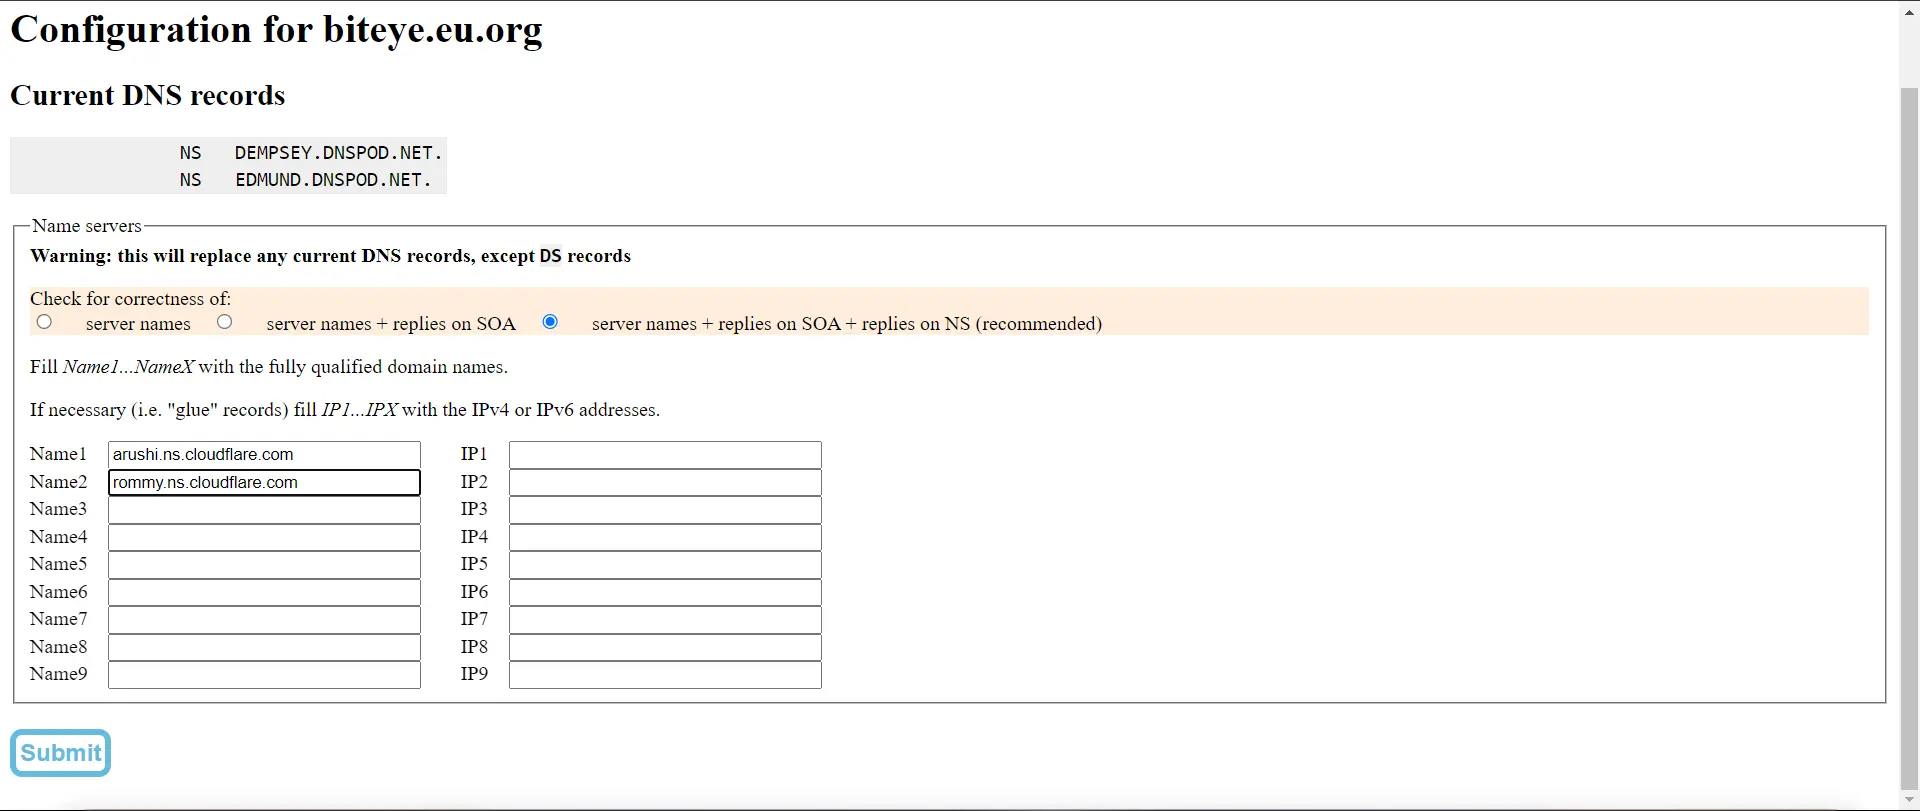 Configuration for biteye.eu.org
Current DNS records
NS DEMPSEY.DNSPOD.NET.
NS EDMUND.DNSPOD.NET.
Name servers
Warning: this will replace any current DNS records, except DS records
Check for correctness of:
server names server names + replies on SOA server names + replies on SOA + replies on NS (recommended)
Fill Name1...NameX with the fully qualified domain names.
If necessary (i.e. "glue" records) fill IP1...IPX with the IPv4 or IPv6 addresses.
Name1 arushi.ns.cloudflare.com IP1
Name2 rommy.ns.cloudflare.com IP2
Name3 IP3
Name4 IP4
Name5 IP5
Name6 IP6
Name7 IP7
Name8 IP8
Name9 IP9
Submit